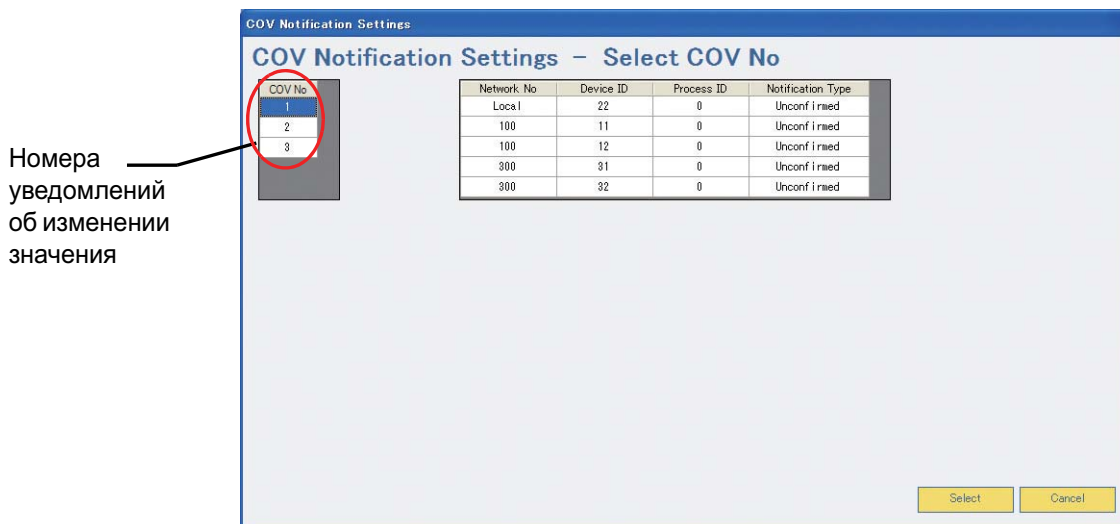 COV Notification Settings
COV Notification Settings – Select COV No
COV No
1
2
3
Network No Device ID Process ID Notification Type
Local 22 0 Unconfirmed
100 11 0 Unconfirmed
100 12 0 Unconfirmed
300 31 0 Unconfirmed
300 32 0 Unconfirmed
Номера
уведомлений
об изменении
значения
Select Cancel